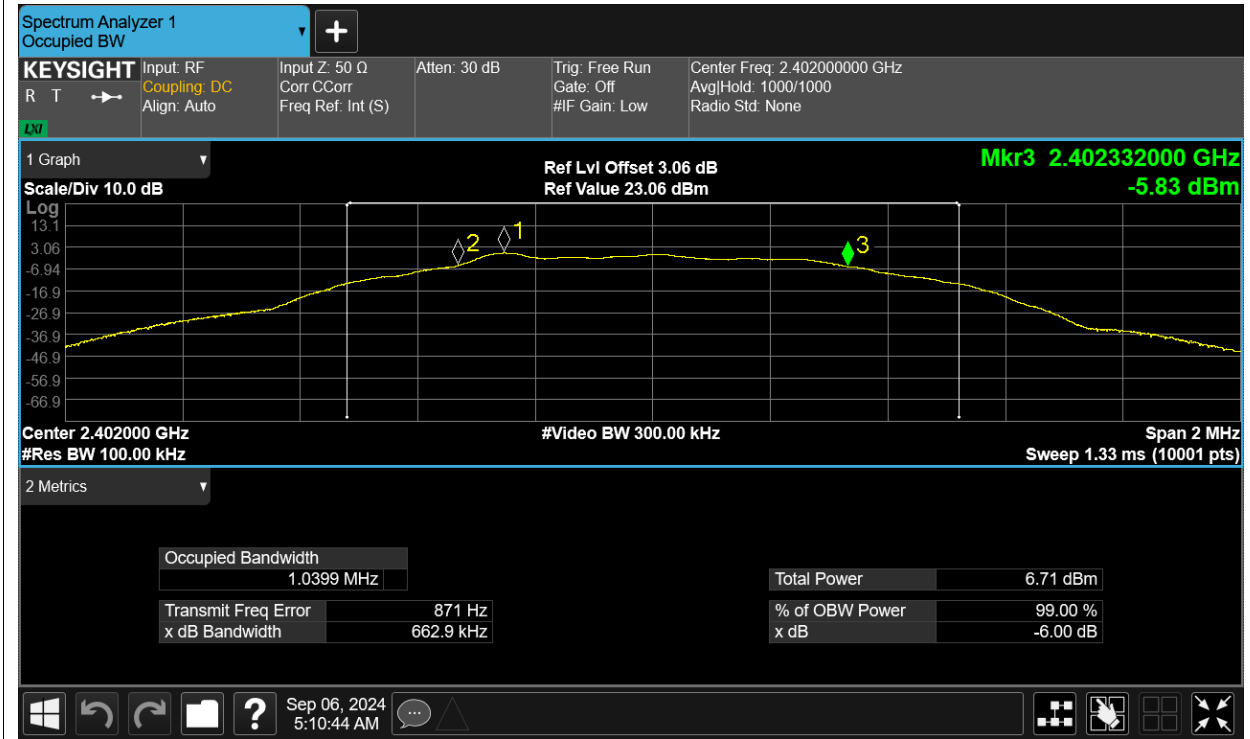 Spectrum Analyzer 1
Occupied BW
KEYSIGHT
R T
LXI
Input: RF
Coupling: DC
Align: Auto
Input Z: 50 Ω
Corr CCorr
Freq Ref: Int (S)
Atten: 30 dB
Trig: Free Run
Gate: Off
#IF Gain: Low
Center Freq: 2.402000000 GHz
Avg|Hold: 1000/1000
Radio Std: None
1 Graph
Scale/Div 10.0 dB
Ref Lvl Offset 3.06 dB
Ref Value 23.06 dBm
Mkr3 2.402332000 GHz
-5.83 dBm
Log
13.1
3.06
-6.94
-16.9
-26.9
-36.9
-46.9
-56.9
-66.9
2
1
3
Center 2.402000 GHz
#Res BW 100.00 kHz
#Video BW 300.00 kHz
Span 2 MHz
Sweep 1.33 ms (10001 pts)
2 Metrics
Occupied Bandwidth
1.0399 MHz
Transmit Freq Error 871 Hz
x dB Bandwidth 662.9 kHz
Total Power 6.71 dBm
% of OBW Power 99.00 %
x dB -6.00 dB
?
Sep 06, 2024
5:10:44 AM